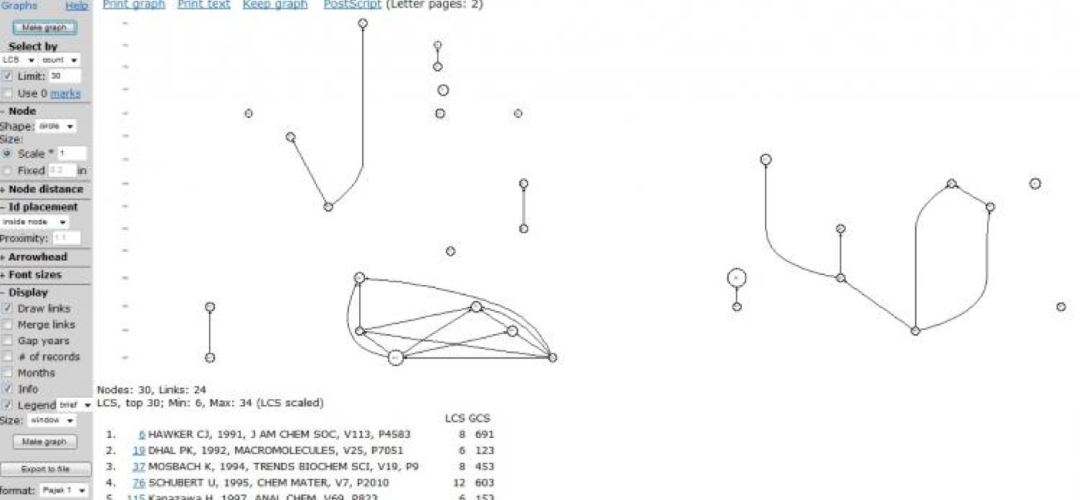 Graphs Help
Make graph
Select by
LCS count
Limit: 30
Use 0 marks
- Node
Shape: circle
Size:
Scale * 1
Fixed in
+ Node distance
- Id placement
inside node
Proximity:
+ Arrowhead
+ Font sizes
- Display
Draw links
Merge links
Gap years
# of records
Months
Info
Legend brief
Size: window
Make graph
Export to file
format: Pajek 1
Print graph Print text Keep graph PostScript (Letter pages: 2)
Nodes: 30, Links: 24
LCS, top 30; Min: 6, Max: 34 (LCS scaled)
LCS GCS
1. 6 HAWKER CJ, 1991, J AM CHEM SOC, V113, P4583 8 691
2. 19 DHAL PK, 1992, MACROMOLECULES, V25, P7051 6 123
3. 37 MOSBACH K, 1994, TRENDS BIOCHEM SCI, V19, P9 8 453
4. 76 SCHUBERT U, 1995, CHEM MATER, V7, P2010 12 603
5. 115 Kanazawa H, 1997, ANAL CHEM, V69, P823 6 153